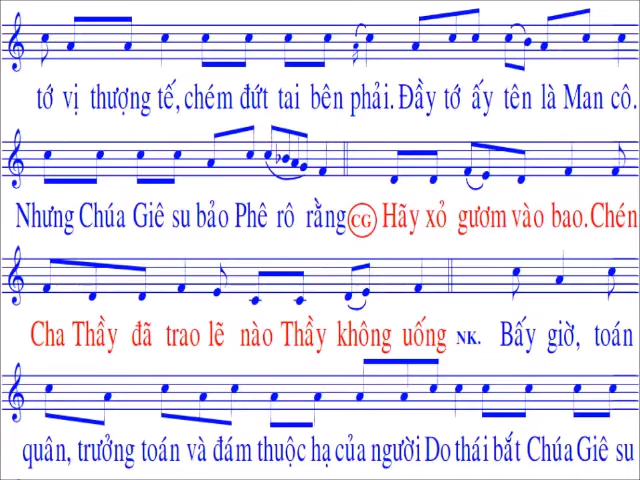 tớ vị thượng tế, chém đứt tai bên phải. Đầy tớ ấy tên là Man cô.
Nhưng Chúa Giê su bảo Phê rô rằng CG Hãy xỏ gươm vào bao. Chén
Cha Thầy đã trao lẽ nào Thầy không uống NK. Bấy giờ, toán
quân, trưởng toán và đám thuộc hạ của người Do thái bắt Chúa Giê su